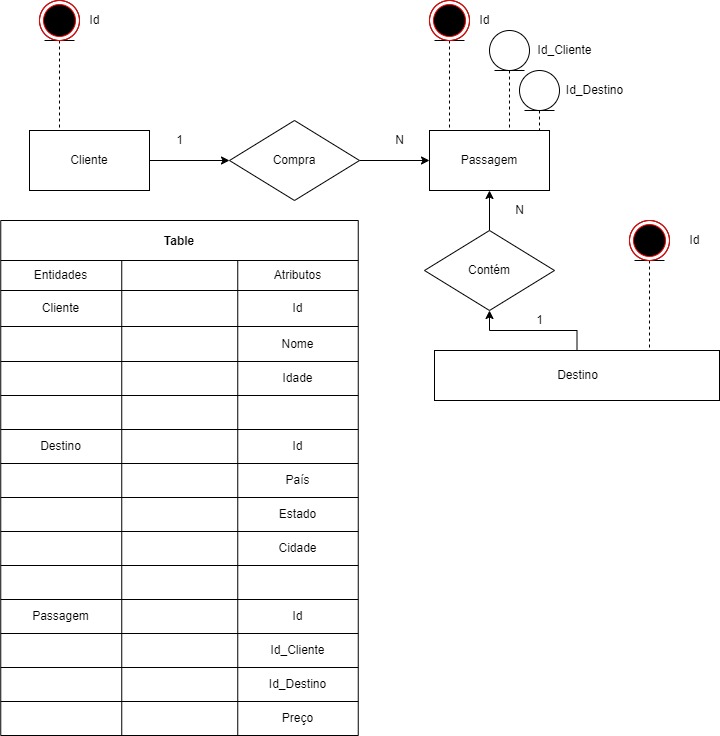 Id
Id
Id_Cliente
Id_Destino
Cliente
1
Compra
N
Passagem
N
Id
Contém
1
Destino
Table
Entidades Atributos
Cliente Id
Nome
Idade
Destino Id
País
Estado
Cidade
Passagem Id
Id_Cliente
Id_Destino
Preço